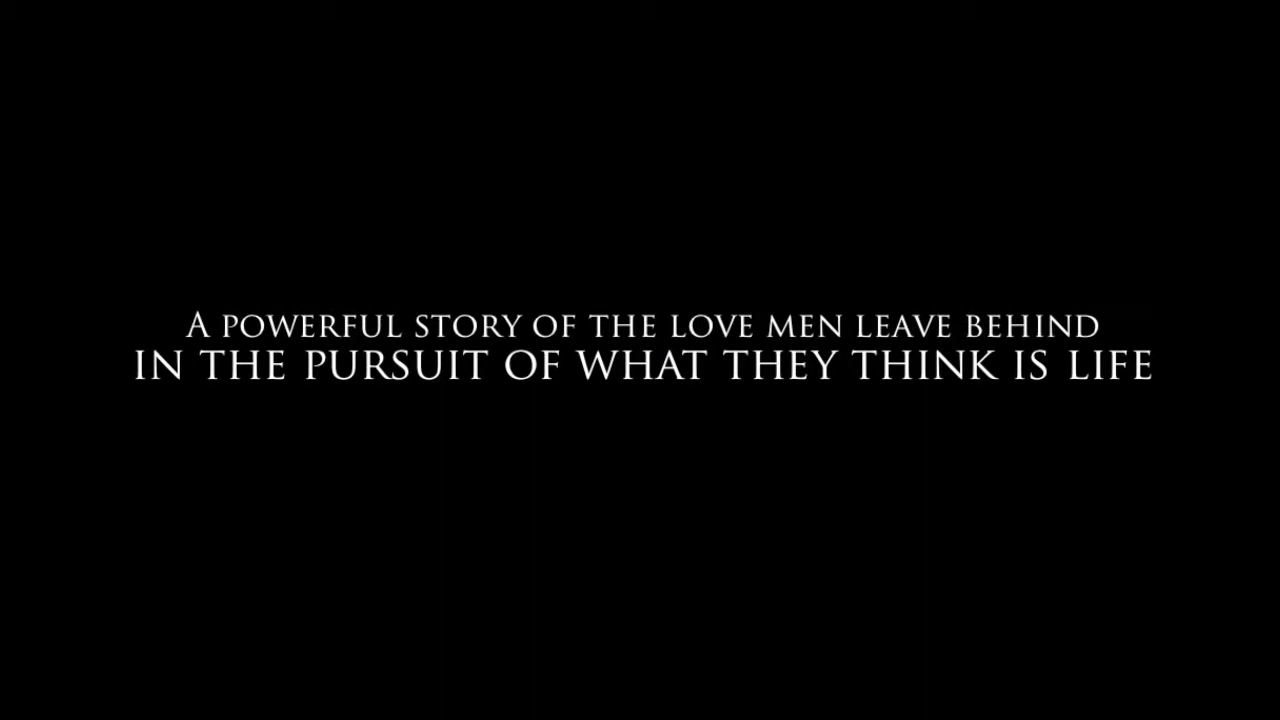 A POWERFUL STORY OF THE LOVE MEN LEAVE BEHIND
IN THE PURSUIT OF WHAT THEY THINK IS LIFE